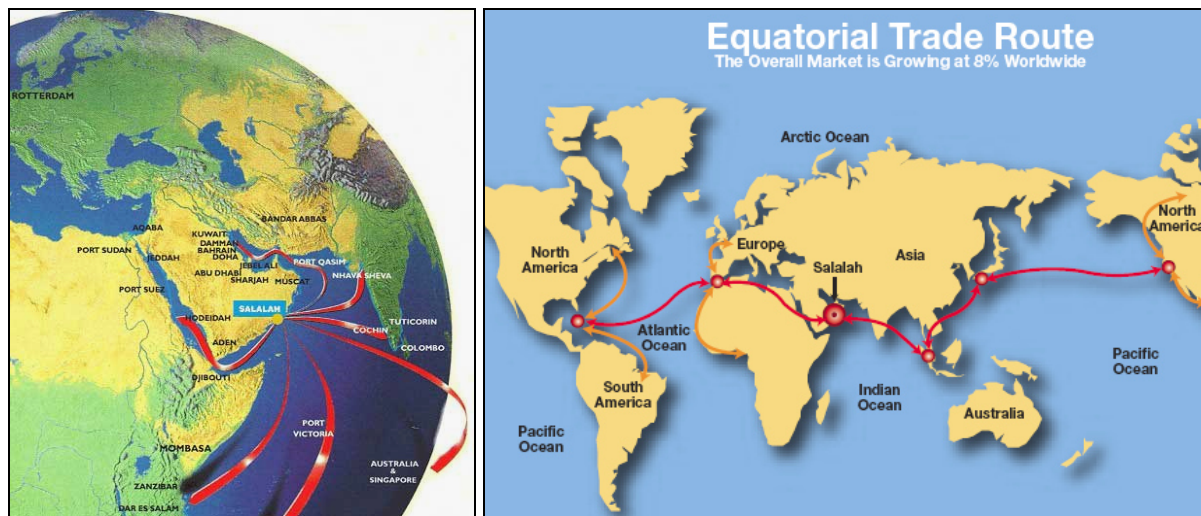 ROTTERDAM
BANDAR ABBAS
AQABA
KUWAIT
DAMMAM
BAHRAIN
DOHA
PORT SUDAN
JEDDAH
JEBEL ALI
PORT QASIM
ABU DHABI
SHARJAH
MUSCAT
NHAVA SHEVA
PORT SUEZ
SALALAH
HODEIDAH
TUTICORIN
COCHIN
ADEN
COLOMBO
DJIBOUTI
PORT
VICTORIA
MOMBASA
AUSTRALIA
&
SINGAPORE
ZANZIBAR
DAR ES SALAM
Equatorial Trade Route
The Overall Market is Growing at 8% Worldwide
Arctic Ocean
North
America
Europe
Asia
North
America
Salalah
Atlantic
Ocean
Pacific
Ocean
South
America
Indian
Ocean
Australia
Pacific
Ocean